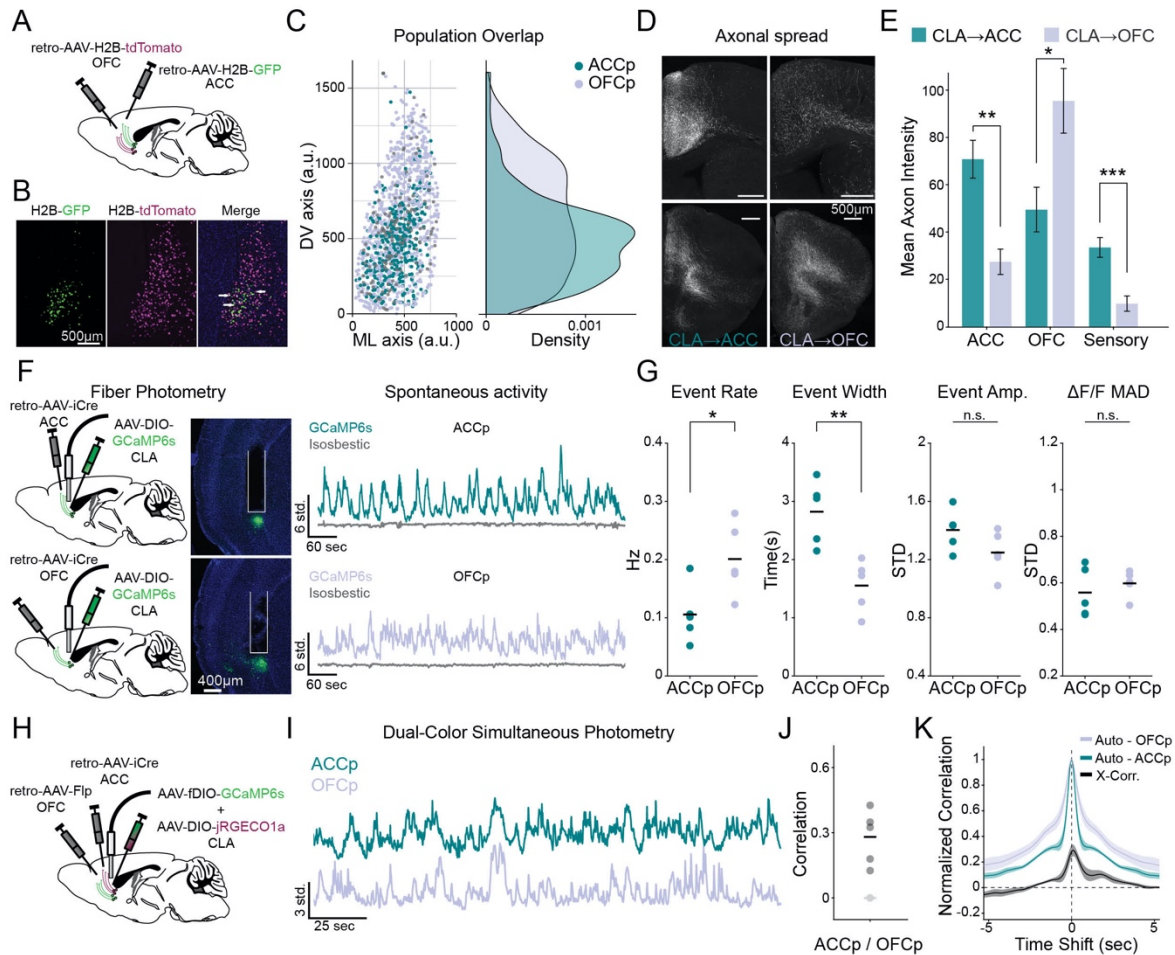 A
retro-AAV-H2B-tdTomato
OFC
retro-AAV-H2B-GFP
ACC
B
H2B-GFP H2B-tdTomato Merge
500µm
C
Population Overlap
ACCp
OFCp
DV axis (a.u.)
1500
1000
500
0
0 500 1000
ML axis (a.u.)
0 0.001
Density
D
Axonal spread
500µm
CLA→ACC CLA→OFC
E
CLA→ACC CLA→OFC
Mean Axon Intensity
100
80
60
40
20
0
** * ***
ACC OFC Sensory
F
Fiber Photometry
retro-AAV-iCre
ACC
AAV-DIO-
GCaMP6s
CLA
retro-AAV-iCre
OFC
AAV-DIO-
GCaMP6s
CLA
400µm
Spontaneous activity
GCaMP6s
Isosbestic
ACCp
6 std.
60 sec
GCaMP6s
Isosbestic
OFCp
6 std.
60 sec
G
Event Rate
*
Hz
0.4
0.3
0.2
0.1
0
ACCp OFCp
Event Width
**
Time(s)
4
3
2
1
0
ACCp OFCp
Event Amp.
n.s.
STD
2
1.6
1.2
0.8
0.4
ACCp OFCp
ΔF/F MAD
n.s.
STD
1.2
1
0.8
0.6
0.4
0.2
ACCp OFCp
H
retro-AAV-iCre
ACC
retro-AAV-Flp
OFC
AAV-fDIO-GCaMP6s
+
AAV-DIO-jRGECO1a
CLA
I
Dual-Color Simultaneous Photometry
ACCp
OFCp
3 std.
25 sec
J
Correlation
0.6
0.3
0
ACCp / OFCp
K
Auto - OFCp
Auto - ACCp
X-Corr.
Normalized Correlation
1
0.8
0.6
0.4
0.2
0
-0.2
-5 0 5
Time Shift (sec)